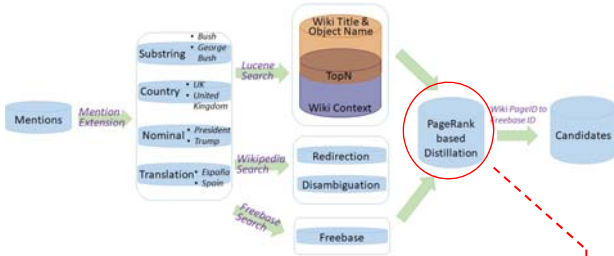 Mentions
Mention
Extension
Substring
• Bush
• George
Bush
Country
• UK
• United
Kingdom
Nominal
• President
• Trump
Translation
• España
• Spain
Lucene
Search
Wikipedia
Search
Freebase
Search
Wiki Title &
Object Name
TopN
Wiki Context
Redirection
Disambiguation
Freebase
PageRank
based
Distillation
Wiki PageID to
Freebase ID
Candidates